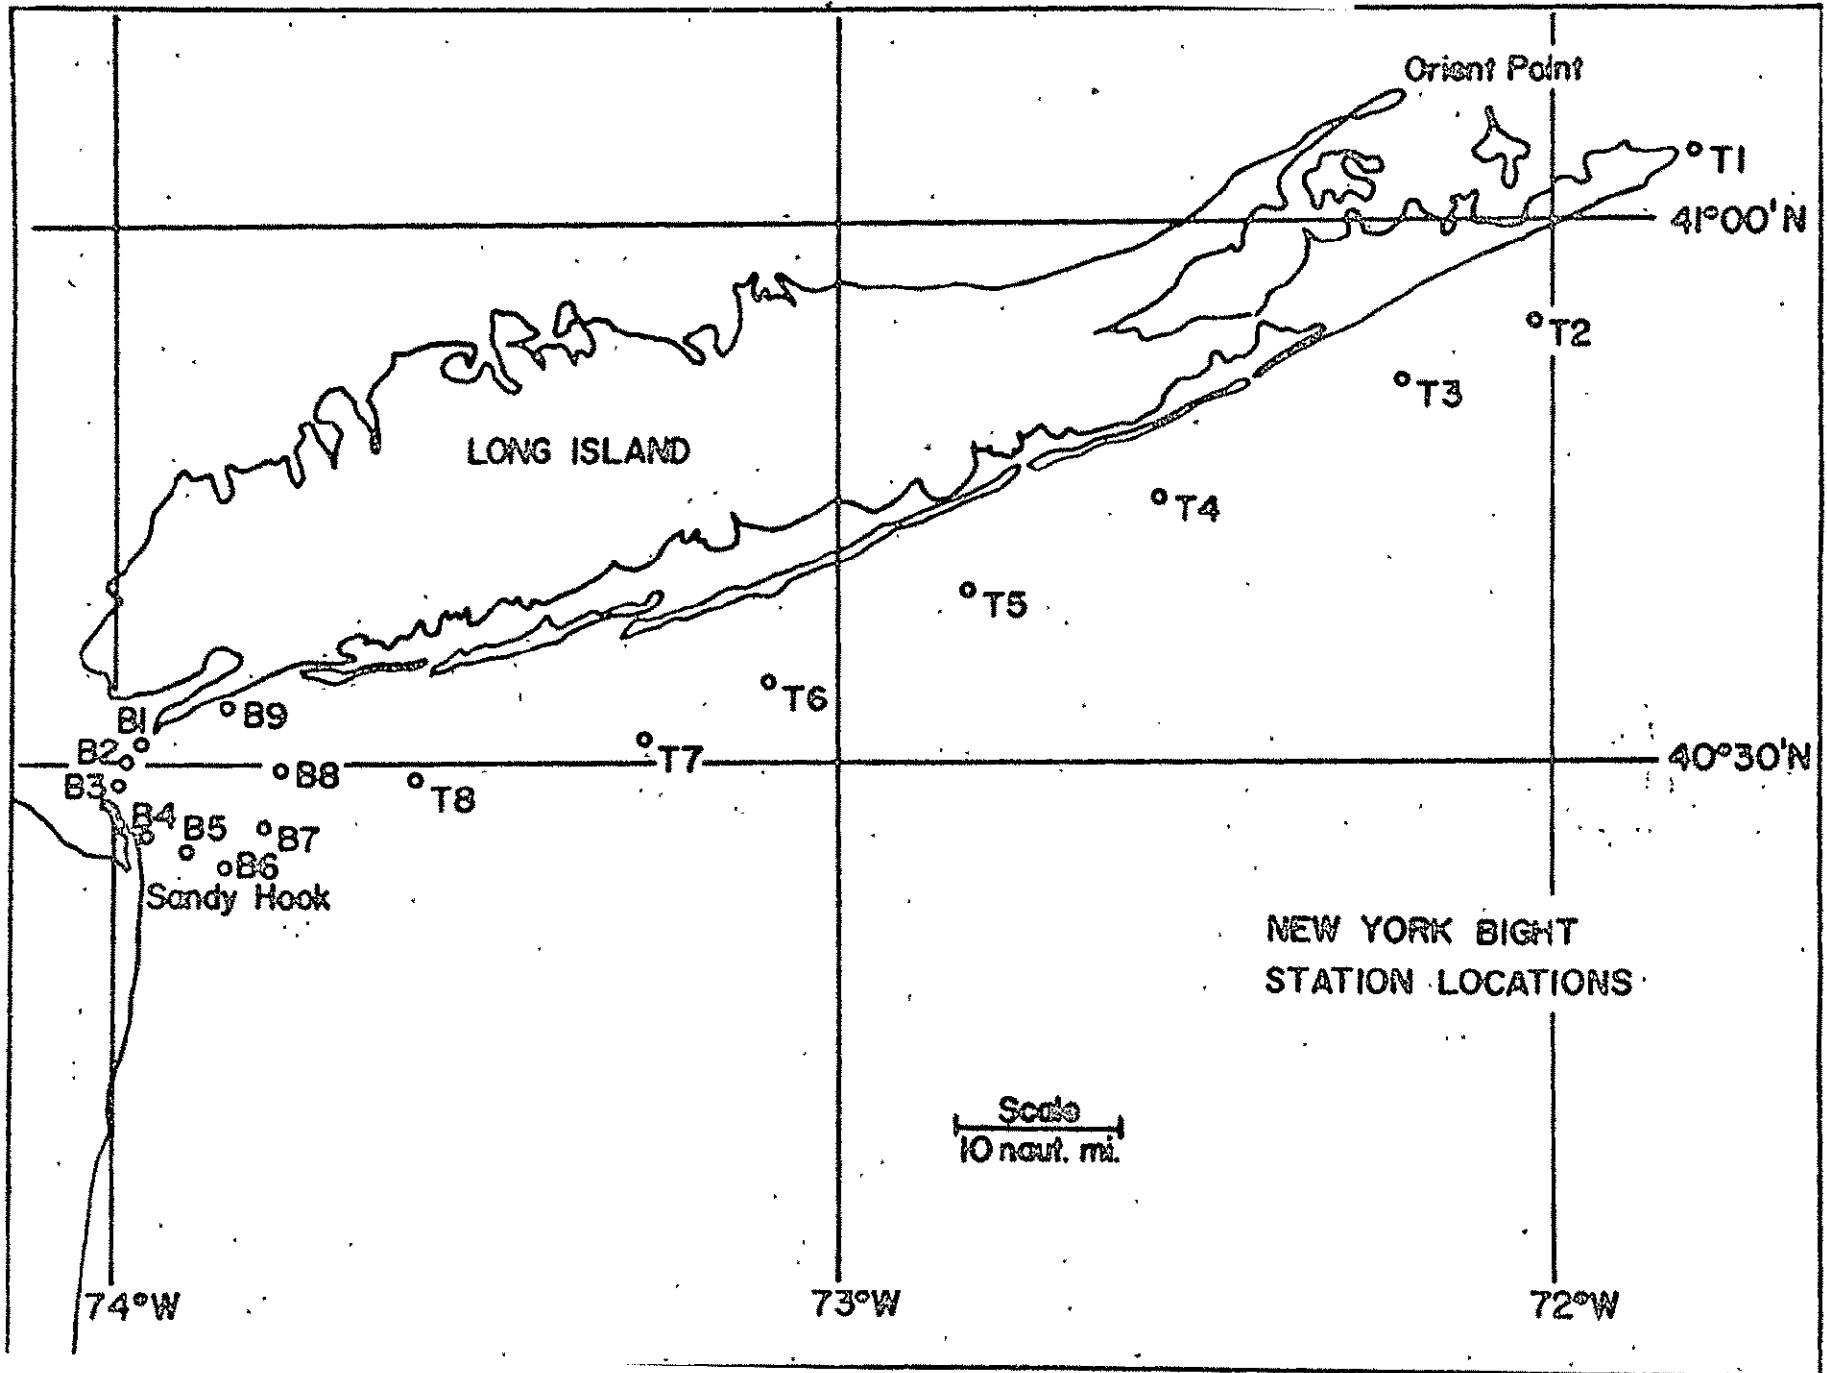 Orient Point
T1
41°00'N
T2
T3
LONG ISLAND
T4
T5
T6
B1
B9
B2
T7
40°30'N
B3
B8
T8
B4
B5
B7
B6
Sandy Hook
NEW YORK BIGHT
STATION LOCATIONS
Scale
10 naut. mi.
74°W
73°W
72°W